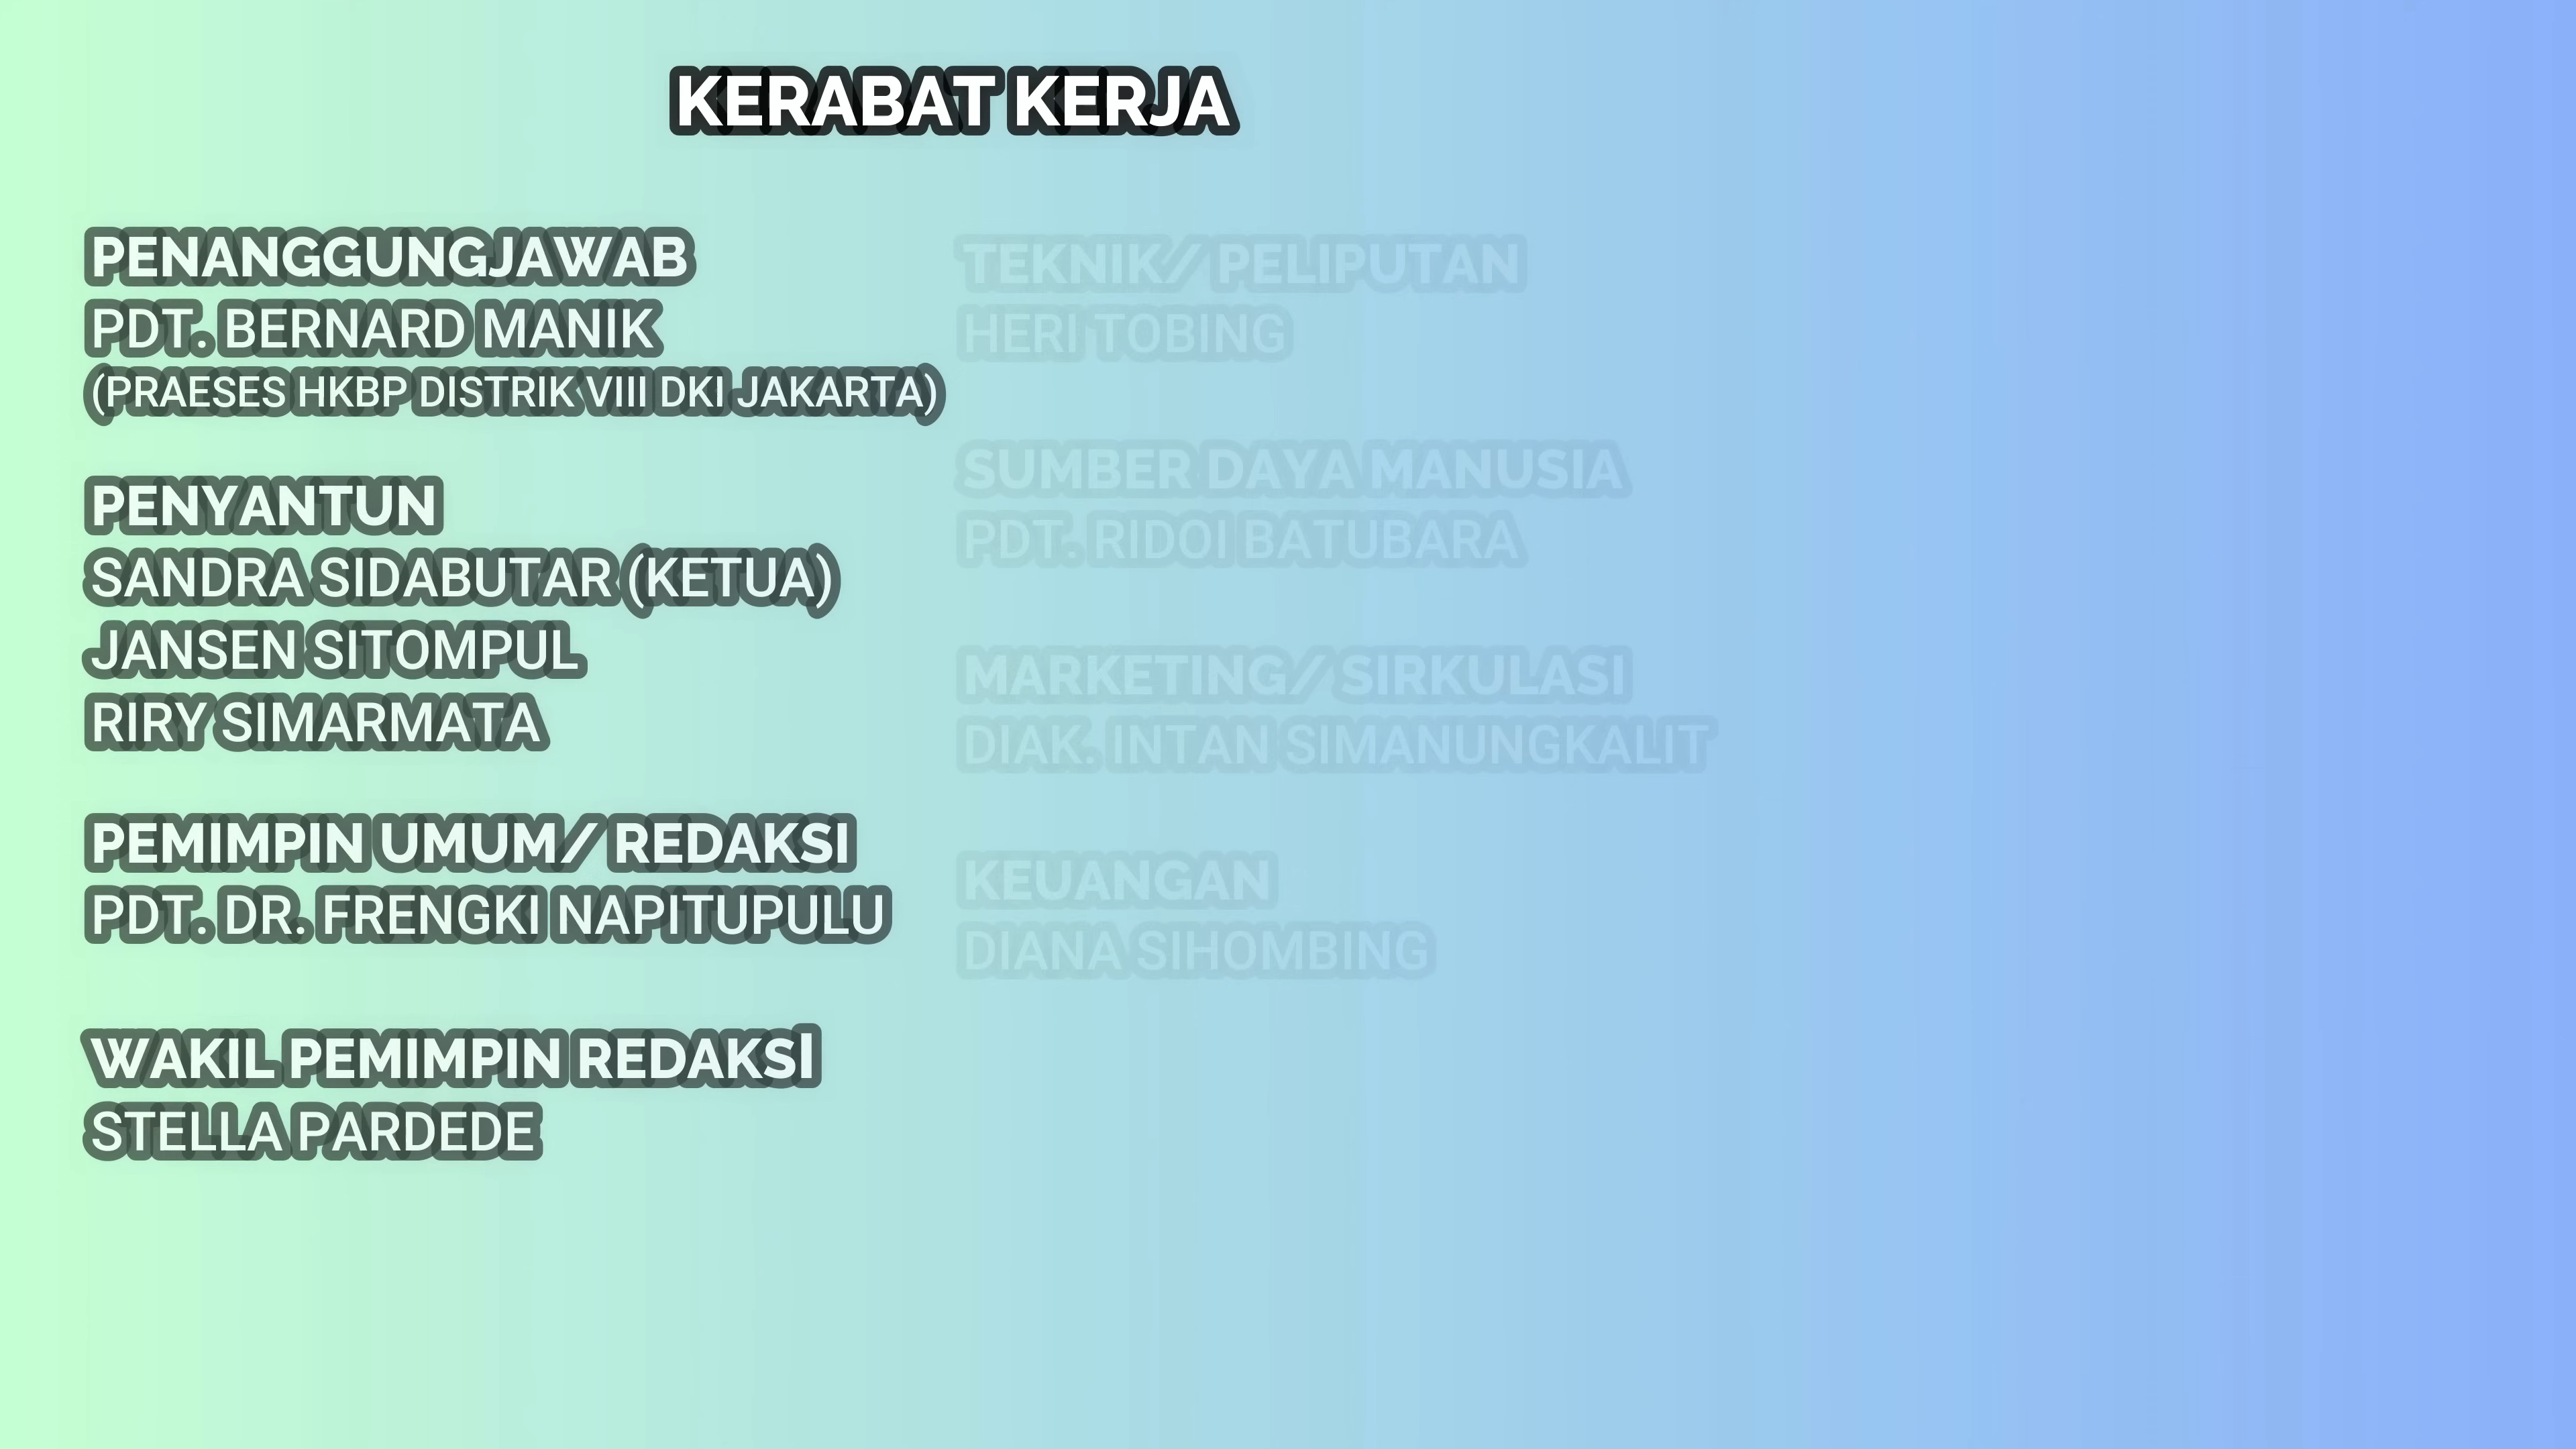 KERABAT KERJA
PENANGGUNGJAWAB
PDT. BERNARD MANIK
(PRAESES HKBP DISTRIK VIII DKI JAKARTA)
PENYANTUN
SANDRA SIDABUTAR (KETUA)
JANSEN SITOMPUL
RIRY SIMARMATA
PEMIMPIN UMUM/ REDAKSI
PDT. DR. FRENGKI NAPITUPULU
WAKIL PEMIMPIN REDAKSI
STELLA PARDEDE
TEKNIK/ PELIPUTAN
HERI TOBING
SUMBER DAYA MANUSIA
PDT. RIDOI BATUBARA
MARKETING/ SIRKULASI
DIAK. INTAN SIMANUNGKALIT
KEUANGAN
DIANA SIHOMBING